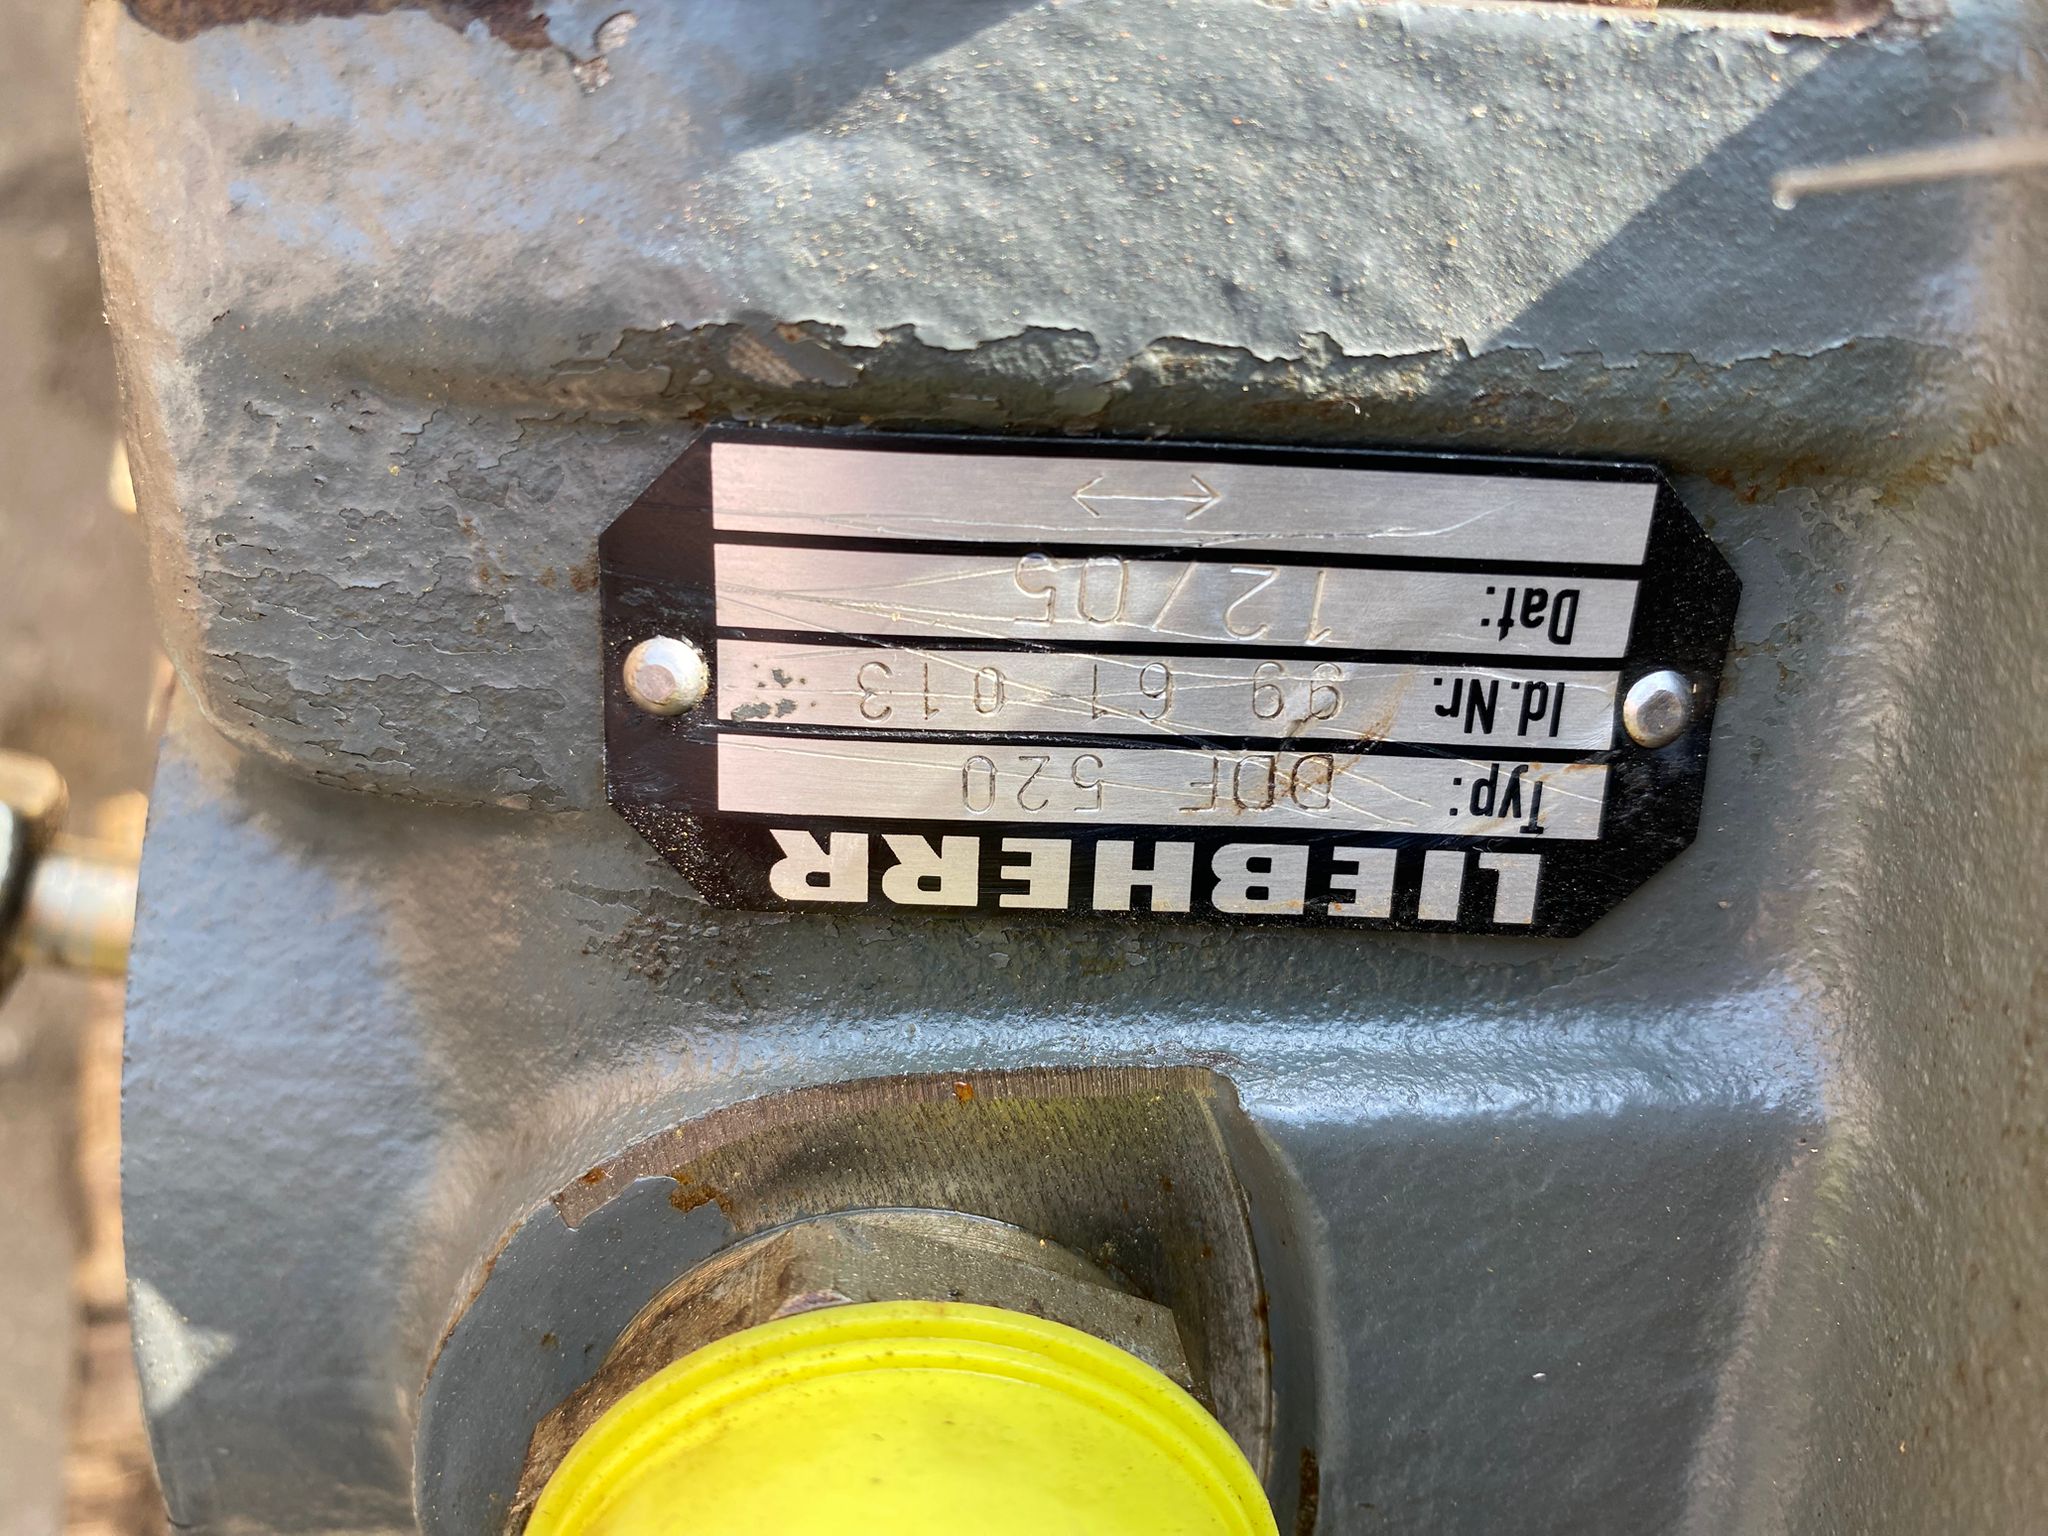 LIEBHERR
Typ: DDF 520
Id.Nr. 99 61 013
Dat: 12/05
↔